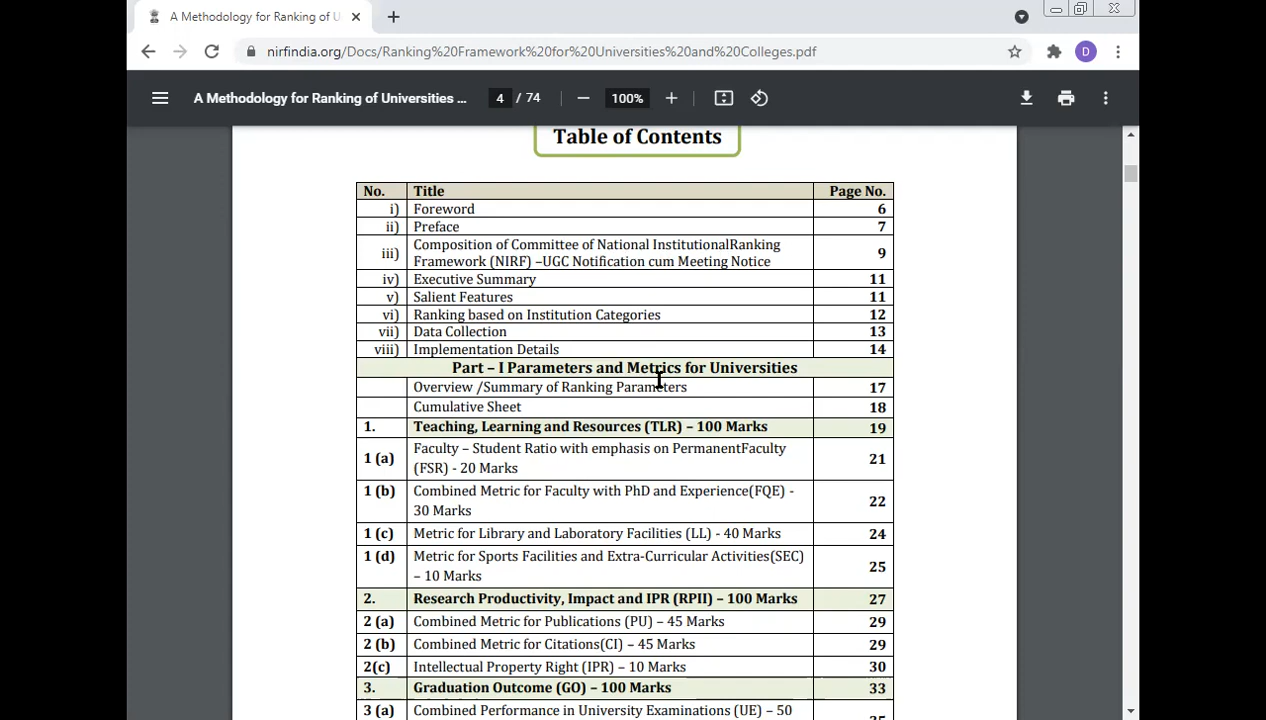 A Methodology for Ranking of U
nirfindia.org/Docs/Ranking%20Framework%20for%20Universities%20and%20Colleges.pdf
D
A Methodology for Ranking of Universities ...
4 / 74
100%
Table of Contents
No. Title Page No.
i) Foreword 6
ii) Preface 7
iii) Composition of Committee of National InstitutionalRanking
Framework (NIRF) –UGC Notification cum Meeting Notice 9
iv) Executive Summary 11
v) Salient Features 11
vi) Ranking based on Institution Categories 12
vii) Data Collection 13
viii) Implementation Details 14
Part – I Parameters and Metrics for Universities
Overview /Summary of Ranking Parameters 17
Cumulative Sheet 18
1. Teaching, Learning and Resources (TLR) – 100 Marks 19
1 (a) Faculty – Student Ratio with emphasis on PermanentFaculty
(FSR) - 20 Marks 21
1 (b) Combined Metric for Faculty with PhD and Experience(FQE) -
30 Marks 22
1 (c) Metric for Library and Laboratory Facilities (LL) - 40 Marks 24
1 (d) Metric for Sports Facilities and Extra-Curricular Activities(SEC)
– 10 Marks 25
2. Research Productivity, Impact and IPR (RPII) – 100 Marks 27
2 (a) Combined Metric for Publications (PU) – 45 Marks 29
2 (b) Combined Metric for Citations(CI) – 45 Marks 29
2(c) Intellectual Property Right (IPR) – 10 Marks 30
3. Graduation Outcome (GO) – 100 Marks 33
3 (a) Combined Performance in University Examinations (UE) – 50